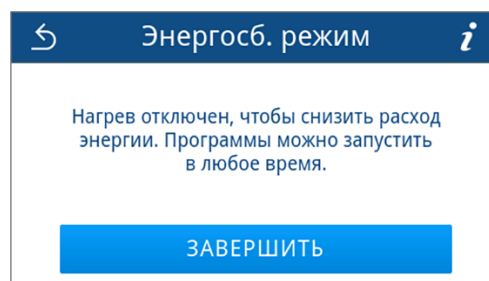 Энергосб. режим
Нагрев отключен, чтобы снизить расход
энергии. Программы можно запустить
в любое время.
ЗАВЕРШИТЬ